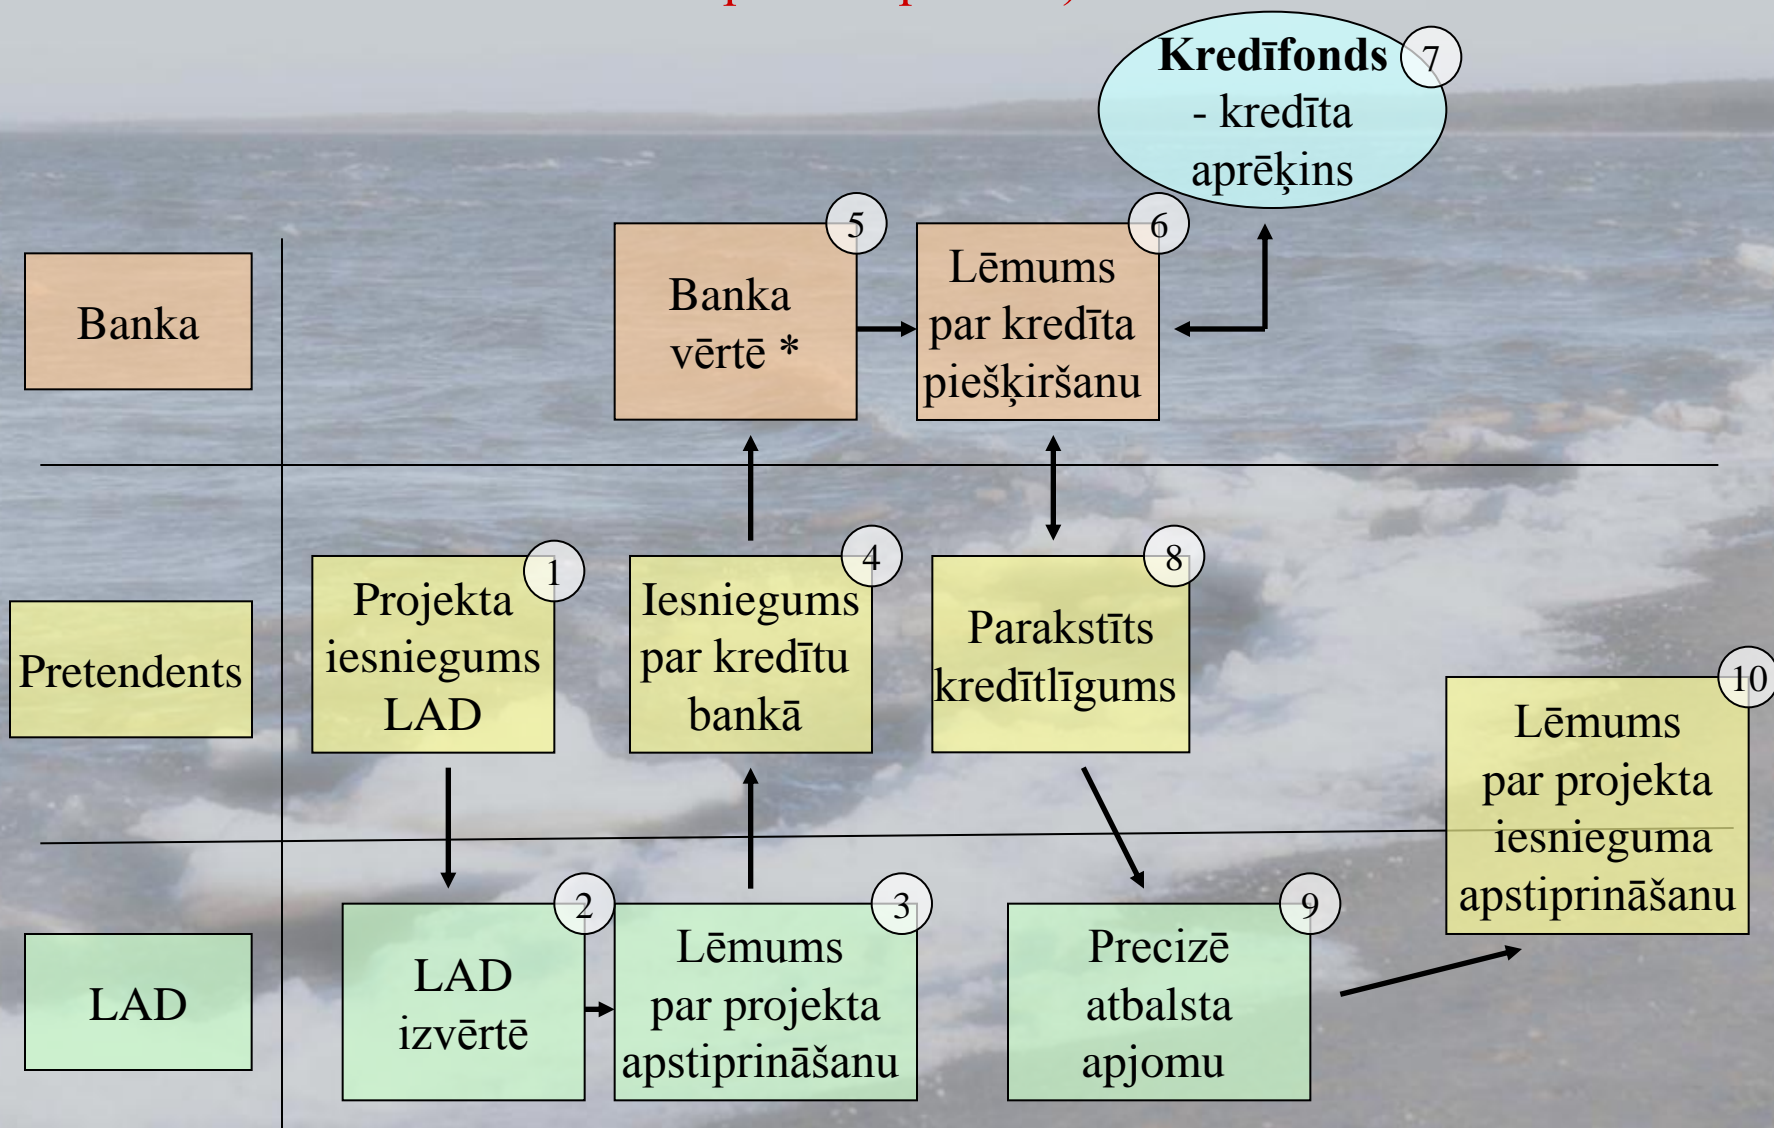 Kredīfonds
7
- kredīta
aprēķins
Banka
5
Banka
vērtē *
6
Lēmums
par kredīta
piešķiršanu
Pretendents
1
Projekta
iesniegums
LAD
4
Iesniegums
par kredītu
bankā
8
Parakstīts
kredītlīgums
10
Lēmums
par projekta
iesnieguma
apstiprināšanu
LAD
2
LAD
izvērtē
3
Lēmums
par projekta
apstiprināšanu
9
Precizē
atbalsta
apjomu